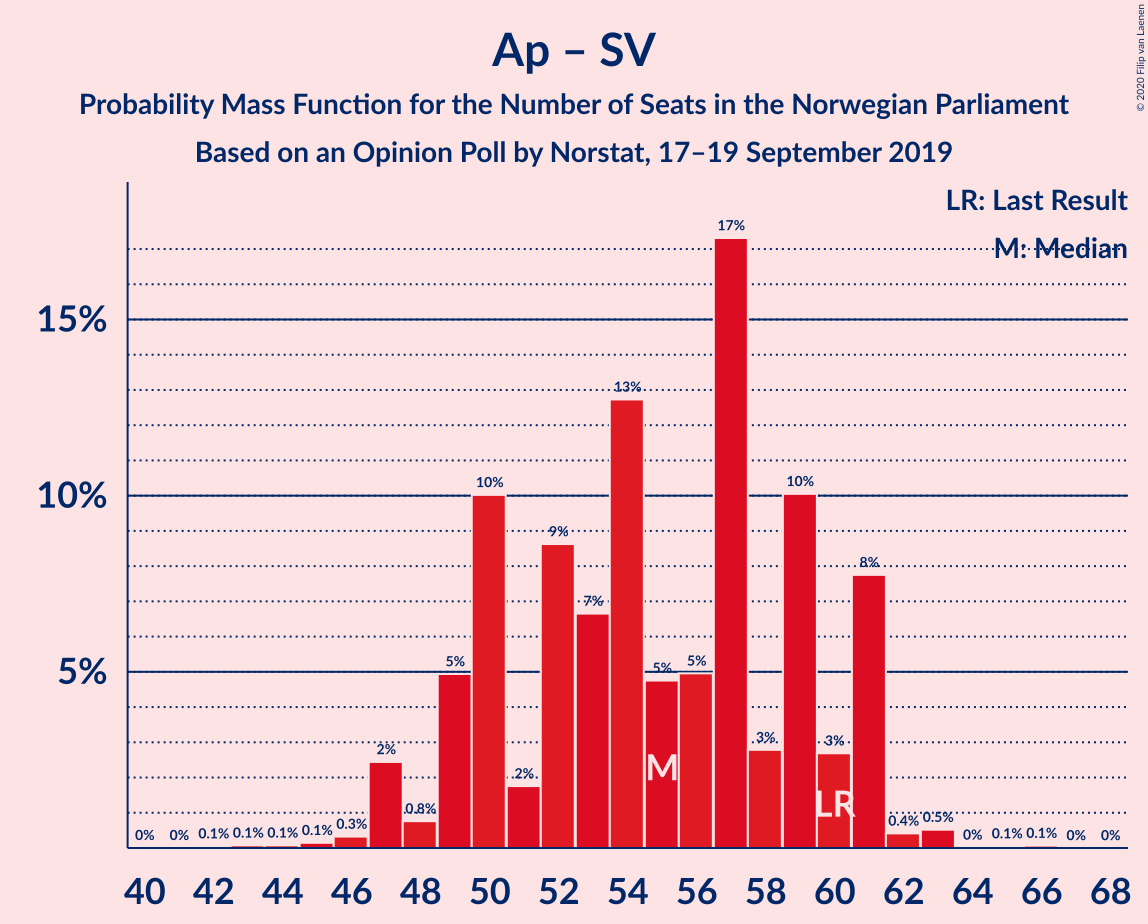 © 2020 Filip van Laenen
Ap – SV
Probability Mass Function for the Number of Seats in the Norwegian Parliament
Based on an Opinion Poll by Norstat, 17–19 September 2019
LR: Last Result
M: Median
15%
10%
5%
0% 0% 0.1% 0.1% 0.1% 0.1% 0.3% 2% 0.8% 5% 10% 2% 9% 7% 13% 5% 5% 17% 3% 10% 3% 8% 0.4% 0.5% 0% 0.1% 0.1% 0% 0%
M
LR
40 42 44 46 48 50 52 54 56 58 60 62 64 66 68